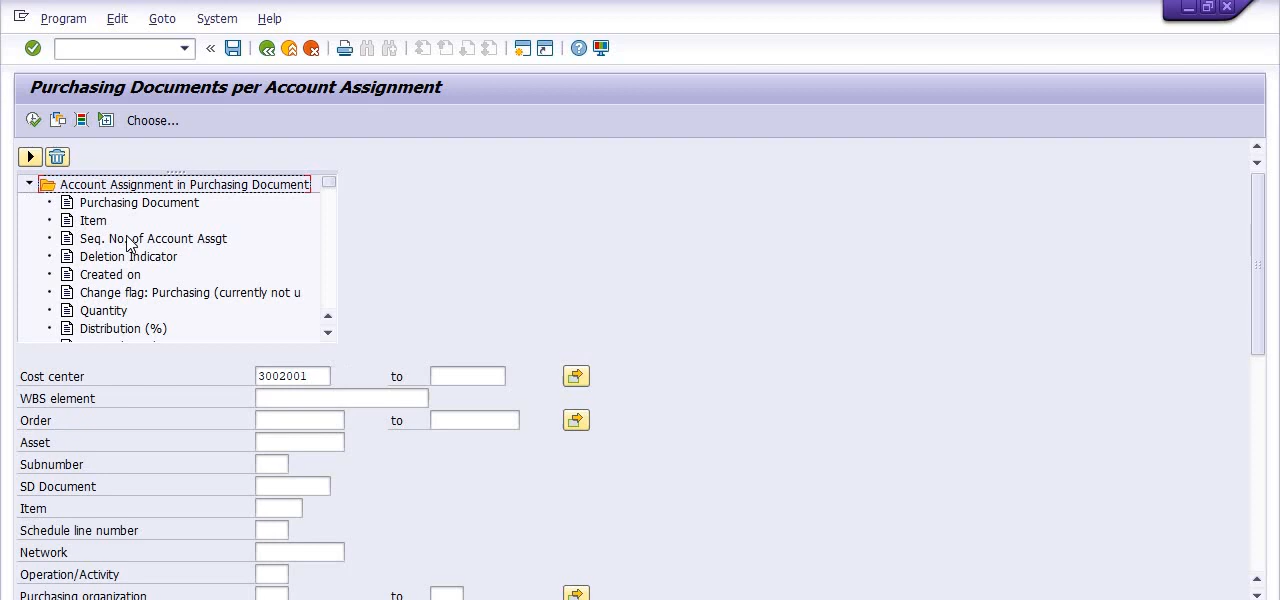 Program Edit Goto System Help
Purchasing Documents per Account Assignment
Choose...
Account Assignment in Purchasing Document
Purchasing Document
Item
Seq. No. of Account Assgt
Deletion Indicator
Created on
Change flag: Purchasing (currently not u
Quantity
Distribution (%)
Cost center 3002001 to
WBS element
Order to
Asset
Subnumber
SD Document
Item
Schedule line number
Network
Operation/Activity
Purchasing organization to